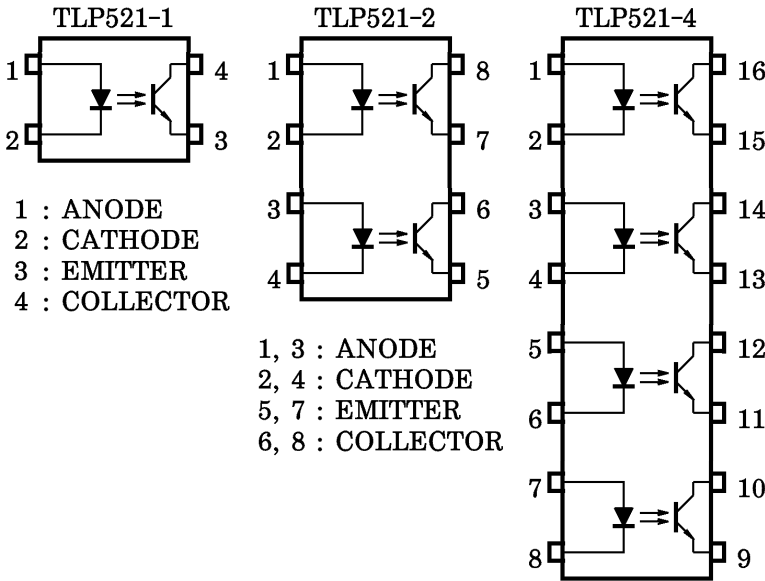 TLP521-1
1
4
2
3
1 : ANODE
2 : CATHODE
3 : EMITTER
4 : COLLECTOR
TLP521-2
1
8
2
7
3
6
4
5
1, 3 : ANODE
2, 4 : CATHODE
5, 7 : EMITTER
6, 8 : COLLECTOR
TLP521-4
1
16
2
15
3
14
4
13
5
12
6
11
7
10
8
9